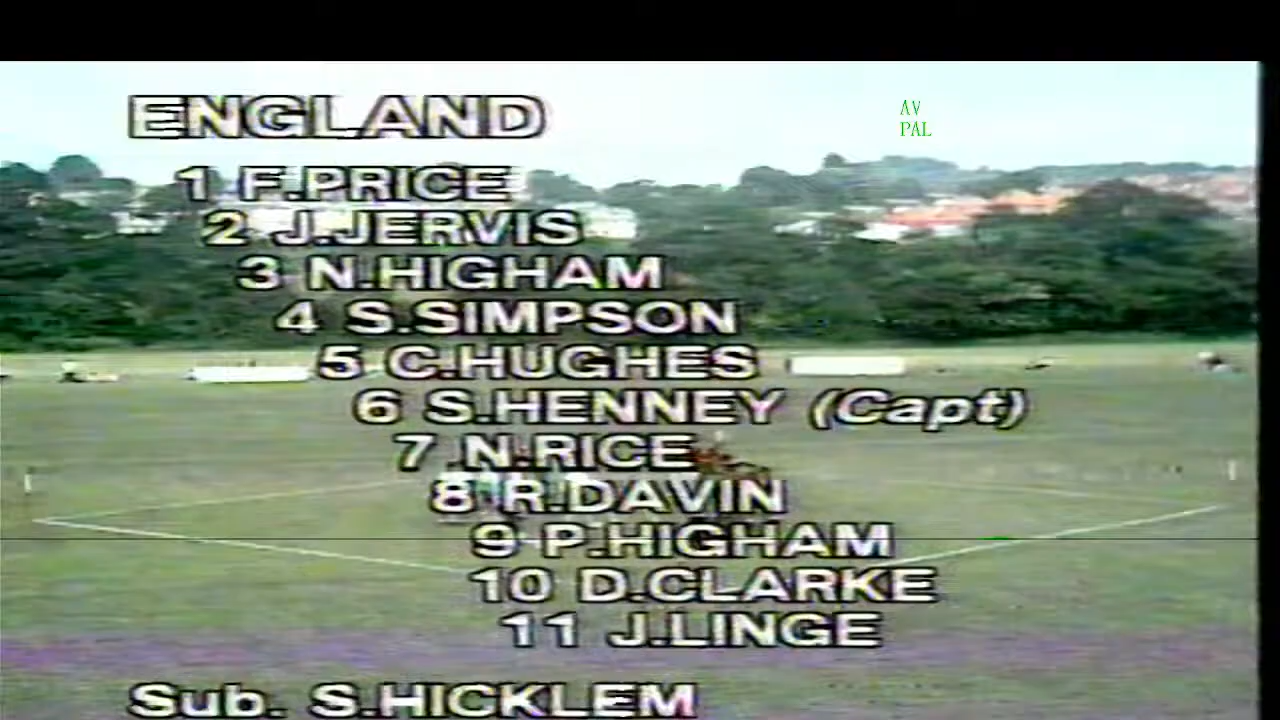 ENGLAND
AV
PAL
1 F.PRICE
2 J.JERVIS
3 N.HIGHAM
4 S.SIMPSON
5 C.HUGHES
6 S.HENNEY (Capt)
7 N.RICE
8 R.DAVIN
9 P.HIGHAM
10 D.CLARKE
11 J.LINGE
Sub. S.HICKLEM